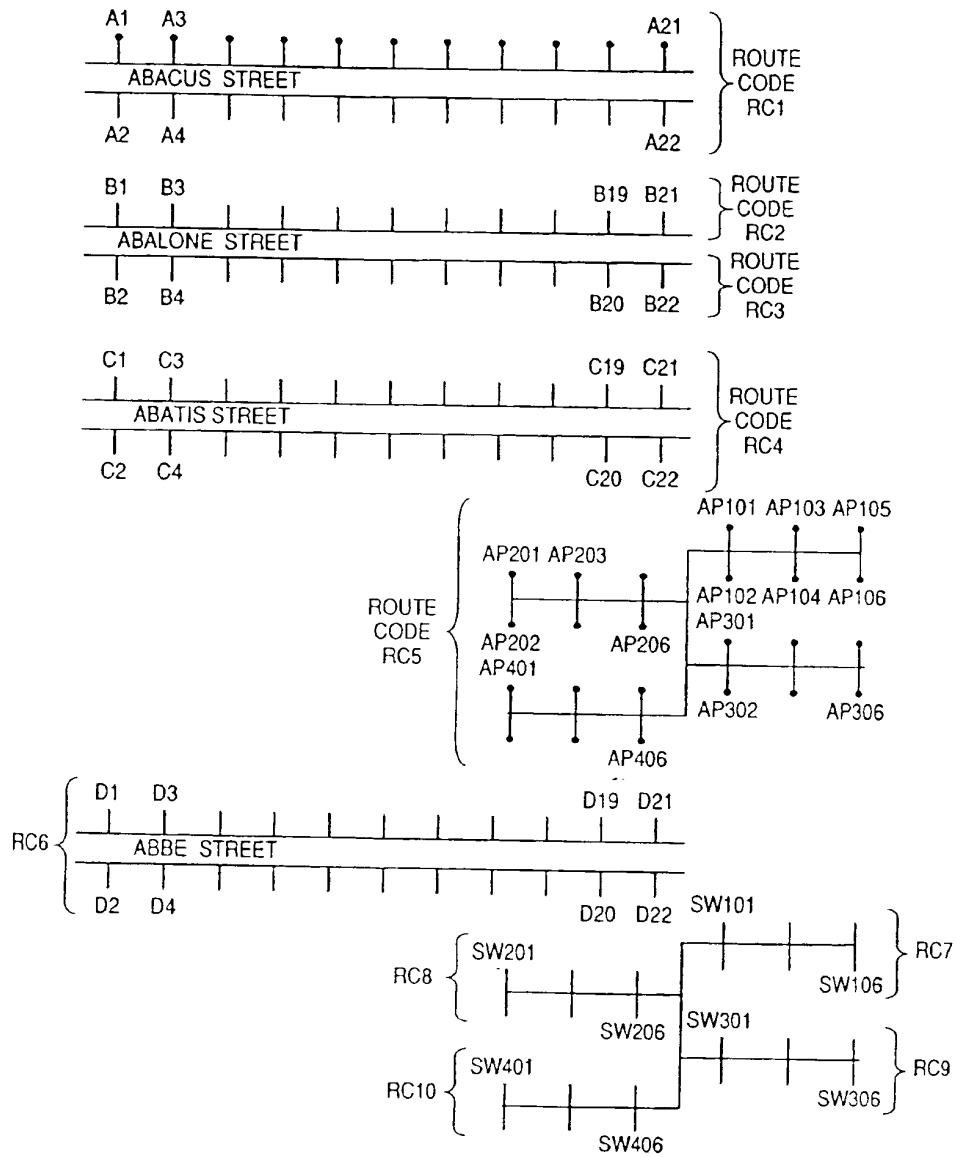 A1 A3 A21
ABACUS STREET
A2 A4 A22
ROUTE
CODE
RC1
B1 B3 B19 B21
ABALONE STREET
B2 B4 B20 B22
ROUTE
CODE
RC2
ROUTE
CODE
RC3
C1 C3 C19 C21
ABATIS STREET
C2 C4 C20 C22
ROUTE
CODE
RC4
ROUTE
CODE
RC5
AP101 AP103 AP105
AP201 AP203
AP102 AP104 AP106
AP202 AP206
AP301
AP401
AP302 AP306
AP406
RC6
D1 D3 D19 D21
ABBE STREET
D2 D4 D20 D22
SW101
RC7
SW106
RC8
SW201
SW206
SW301
RC9
SW306
RC10
SW401
SW406